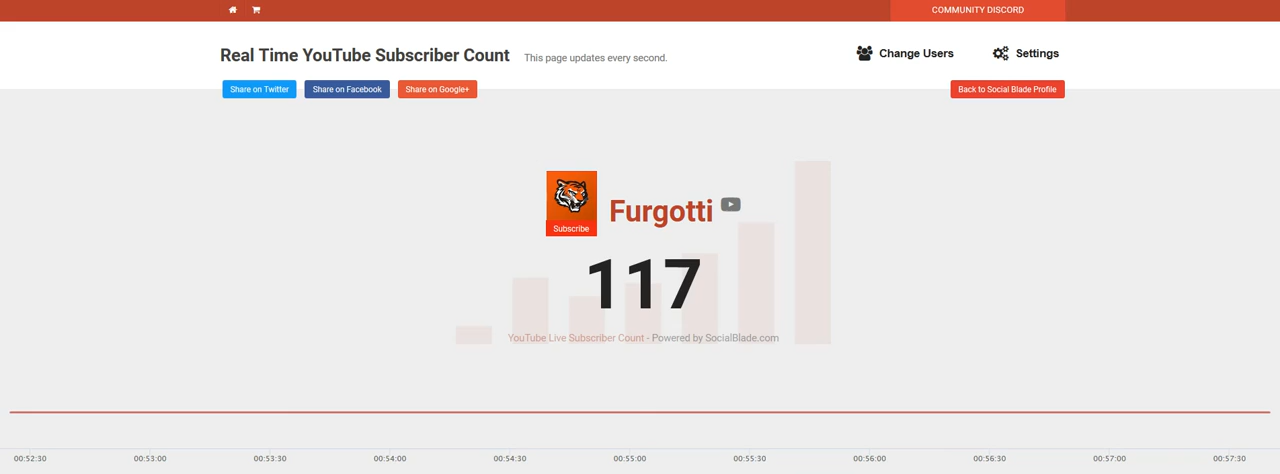 COMMUNITY DISCORD
Real Time YouTube Subscriber Count This page updates every second. Change Users Settings
Share on Twitter Share on Facebook Share on Google+ Back to Social Blade Profile
Furgotti
Subscribe
117
YouTube Live Subscriber Count - Powered by SocialBlade.com
00:52:30 00:53:00 00:53:30 00:54:00 00:54:30 00:55:00 00:55:30 00:56:00 00:56:30 00:57:00 00:57:30